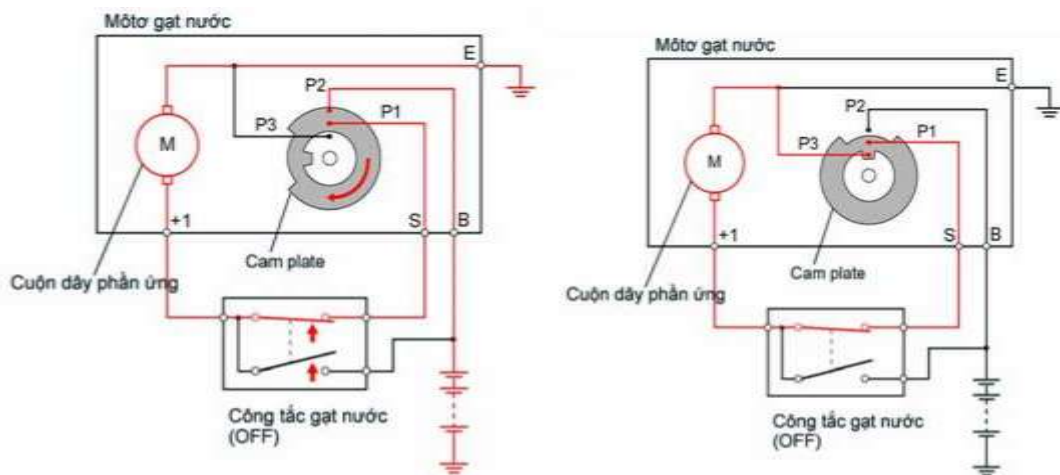 Môtơ gạt nước
E
P2
P1
P3
M
+1
S
B
Cam plate
Cuộn dây phần ứng
Công tắc gạt nước
(OFF)
Môtơ gạt nước
E
P2
P1
P3
M
+1
S
B
Cam plate
Cuộn dây phần ứng
Công tắc gạt nước
(OFF)